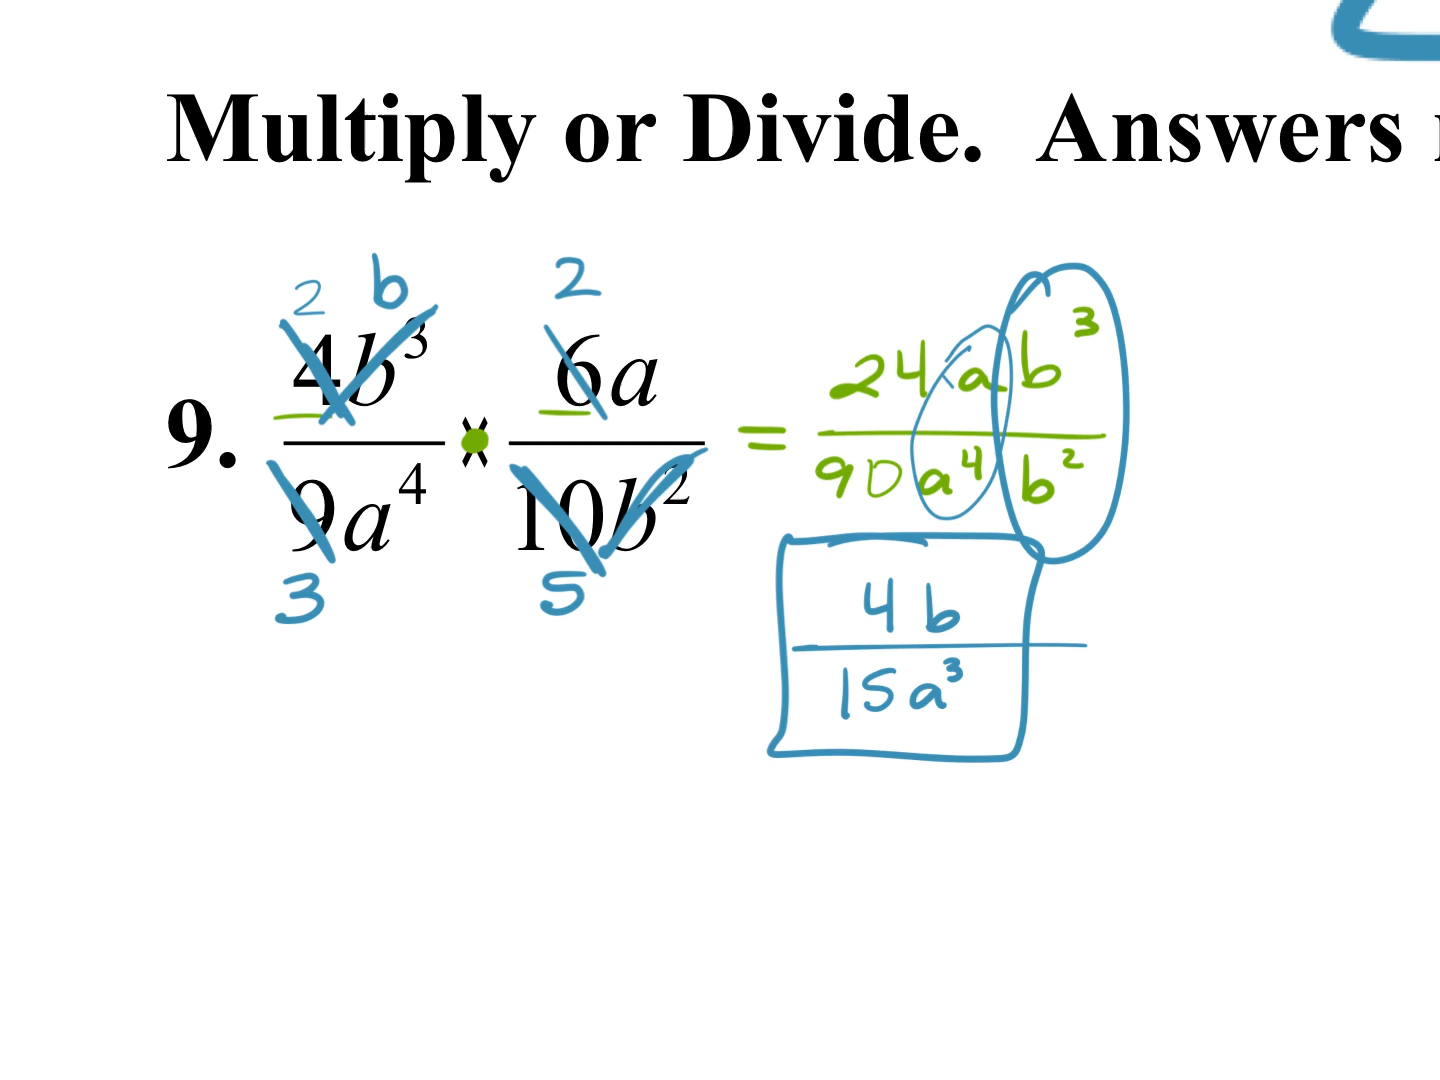 Multiply or Divide. Answers
2 b 2
9. 4b³/9a⁴ × 6a/10b² = 24ab³/90a⁴b²
3 5
4b/15a³